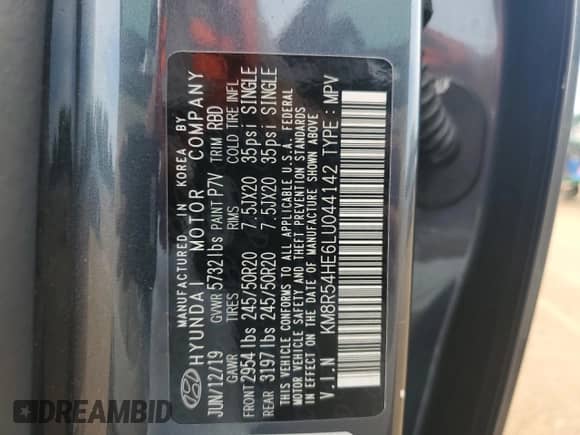 MANUFACTURED IN KOREA BY
HYUNDAI MOTOR COMPANY
JUN/12/19 GVWR 5732 lbs PAINT P7V TRIM RBD
GAWR TIRES RIMS COLD TIRE INFL
FRONT 2954 lbs 245/50R20 7.5JX20 35psi SINGLE
REAR 3197 lbs 245/50R20 7.5JX20 35psi SINGLE
THIS VEHICLE CONFORMS TO ALL APPLICABLE U.S.A. FEDERAL
MOTOR VEHICLE SAFETY AND THEFT PREVENTION STANDARDS
IN EFFECT ON THE DATE OF MANUFACTURE SHOWN ABOVE
V.I.N KM8R54HE6LU044142 TYPE : MPV
DREAMBID